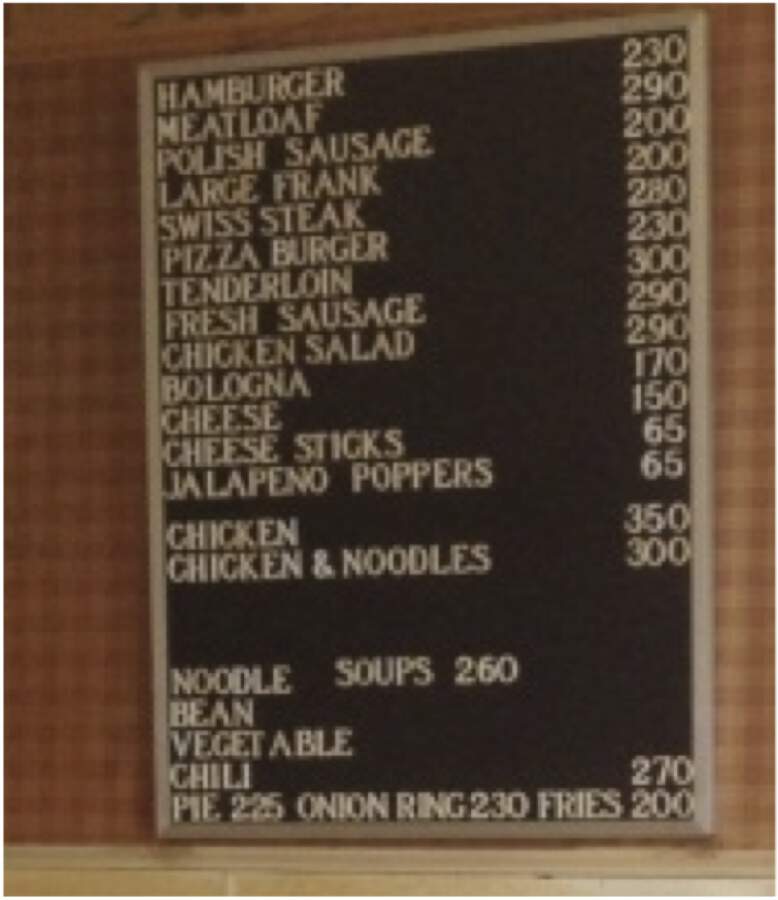 HAMBURGER 230
MEATLOAF 290
POLISH SAUSAGE 200
LARGE FRANK 200
SWISS STEAK 280
PIZZA BURGER 230
TENDERLOIN 300
FRESH SAUSAGE 290
CHICKEN SALAD 290
BOLOGNA 170
CHEESE 150
CHEESE STICKS 65
JALAPENO POPPERS 65
CHICKEN 350
CHICKEN & NOODLES 300
SOUPS 260
NOODLE
BEAN
VEGETABLE
CHILI 270
PIE 225 ONION RING 230 FRIES 200